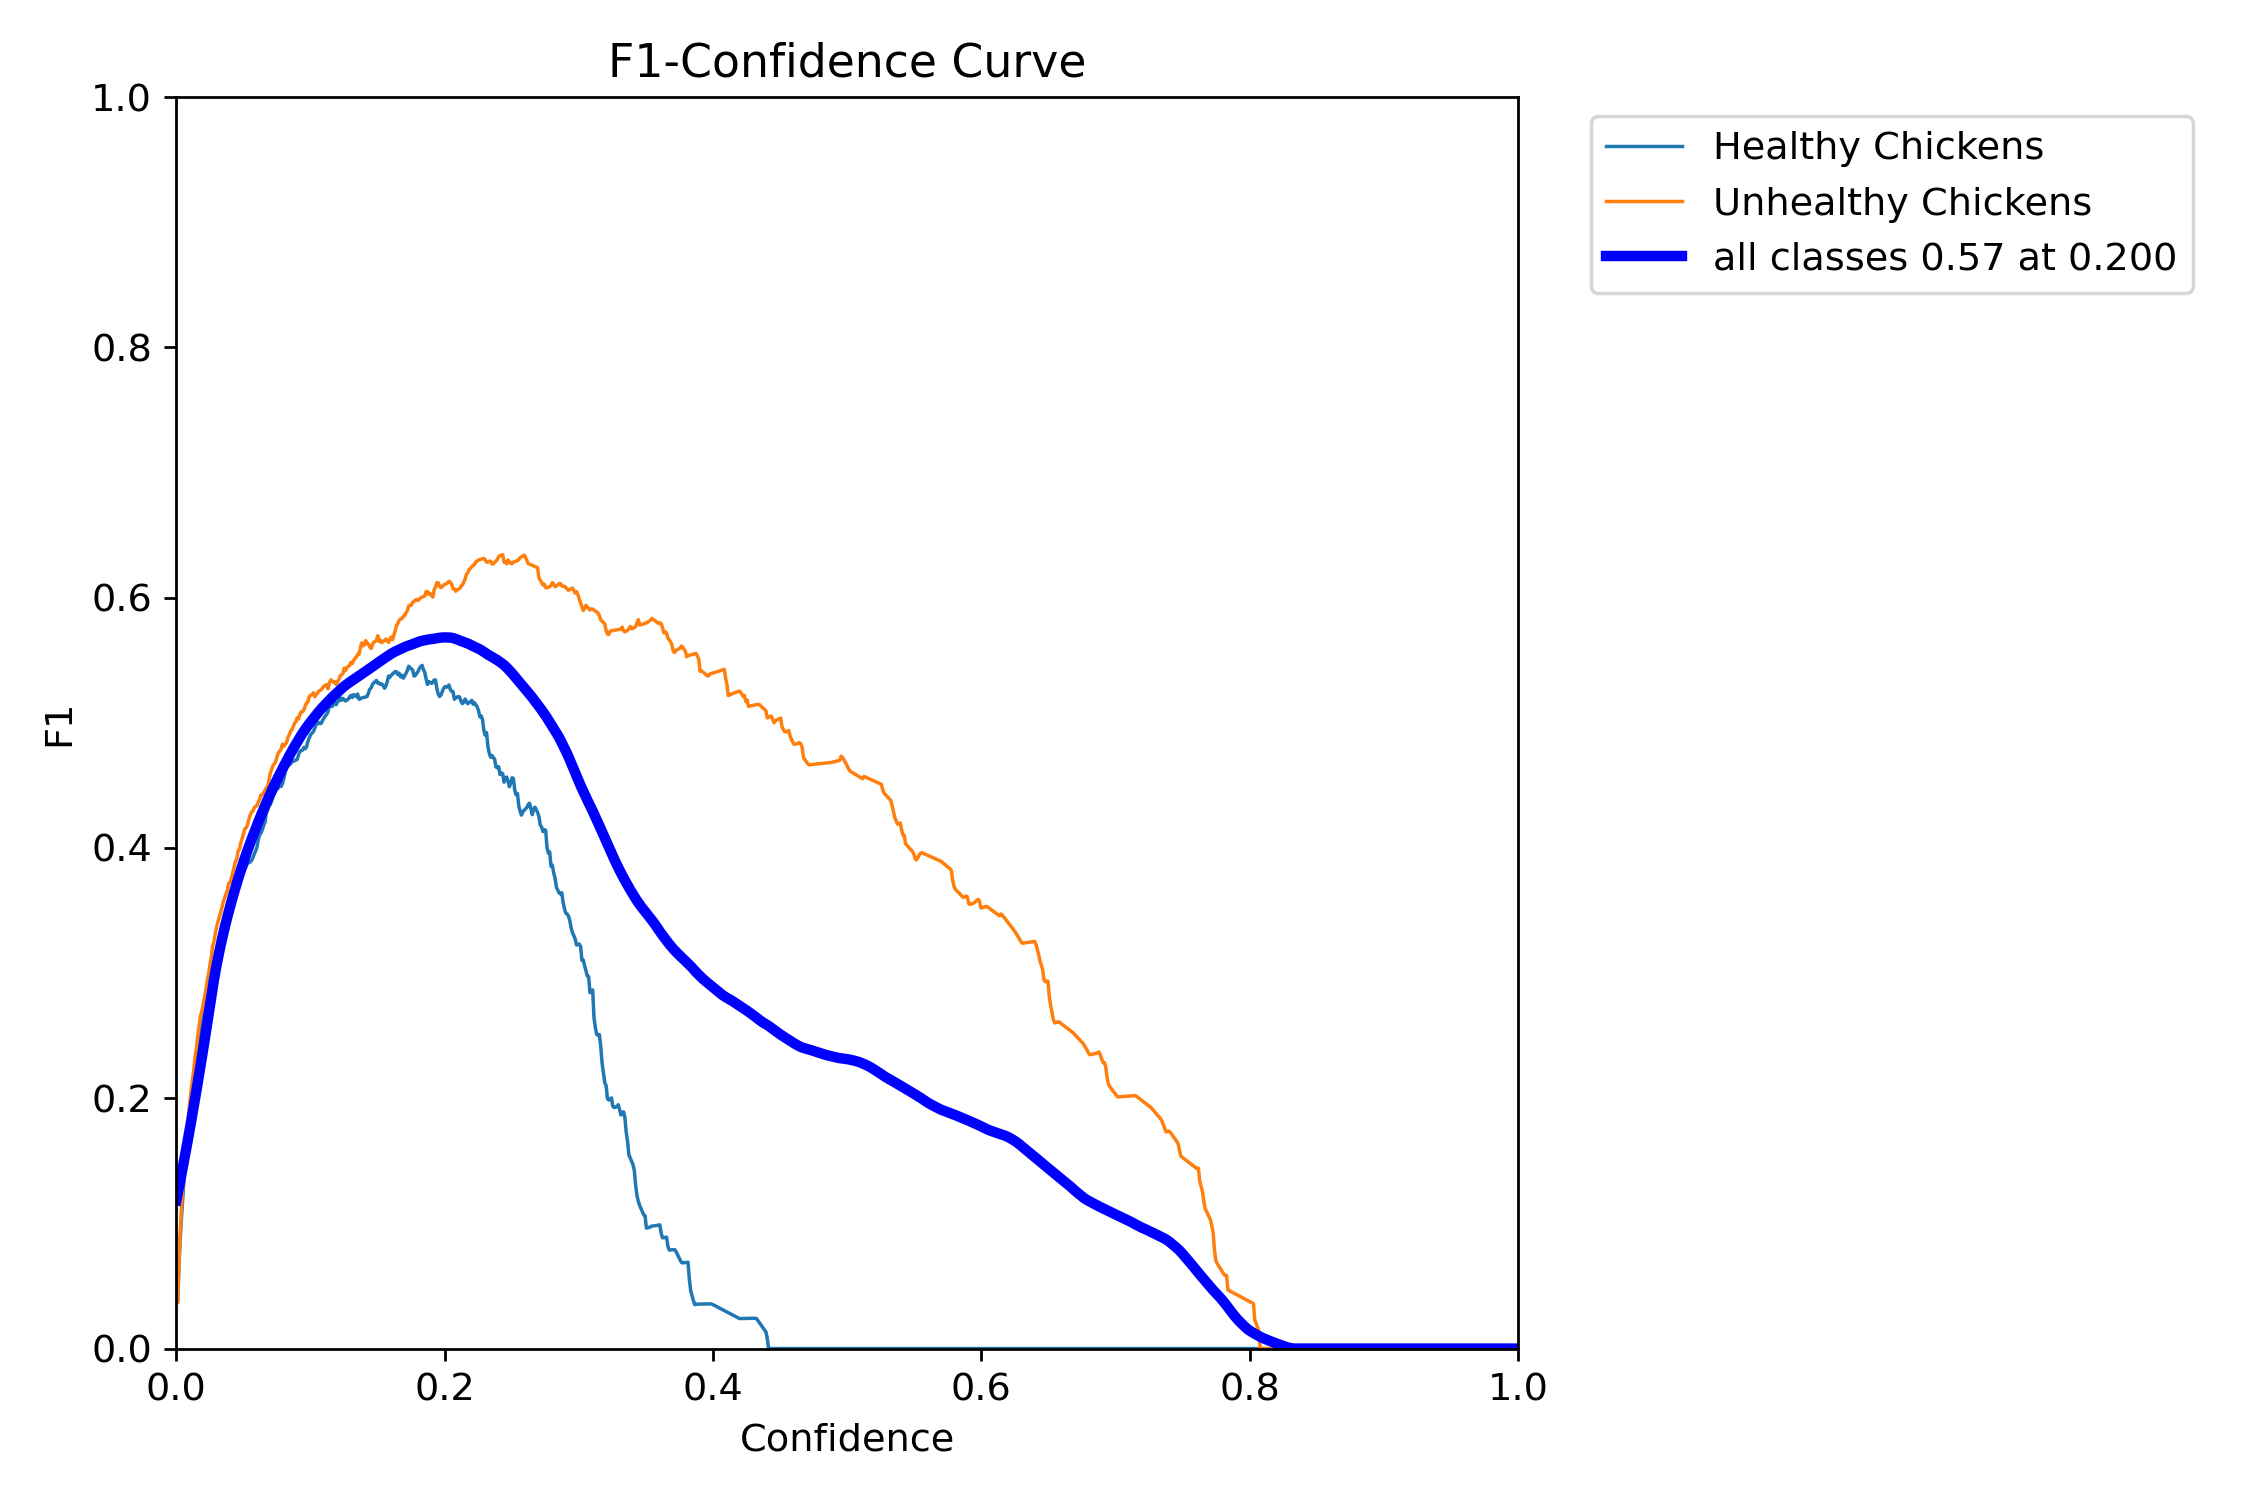 F1-Confidence Curve
1.0
0.8
0.6
0.4
0.2
0.0
F1
0.0 0.2 0.4 0.6 0.8 1.0
Confidence
Healthy Chickens
Unhealthy Chickens
all classes 0.57 at 0.200